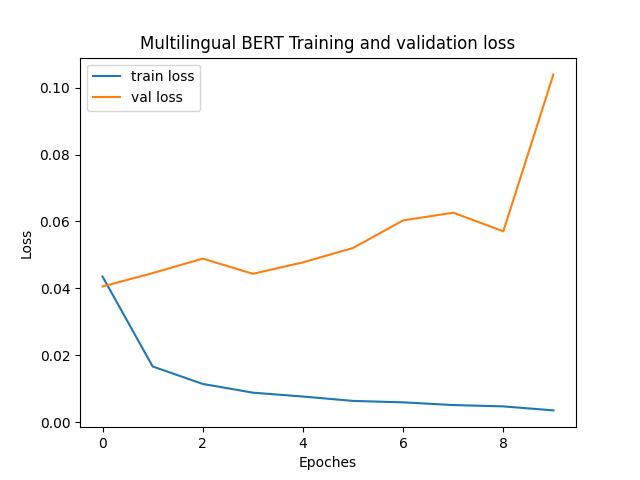 Multilingual BERT Training and validation loss
train loss
val loss
0.10
0.08
0.06
0.04
0.02
0.00
Loss
0 2 4 6 8
Epoches